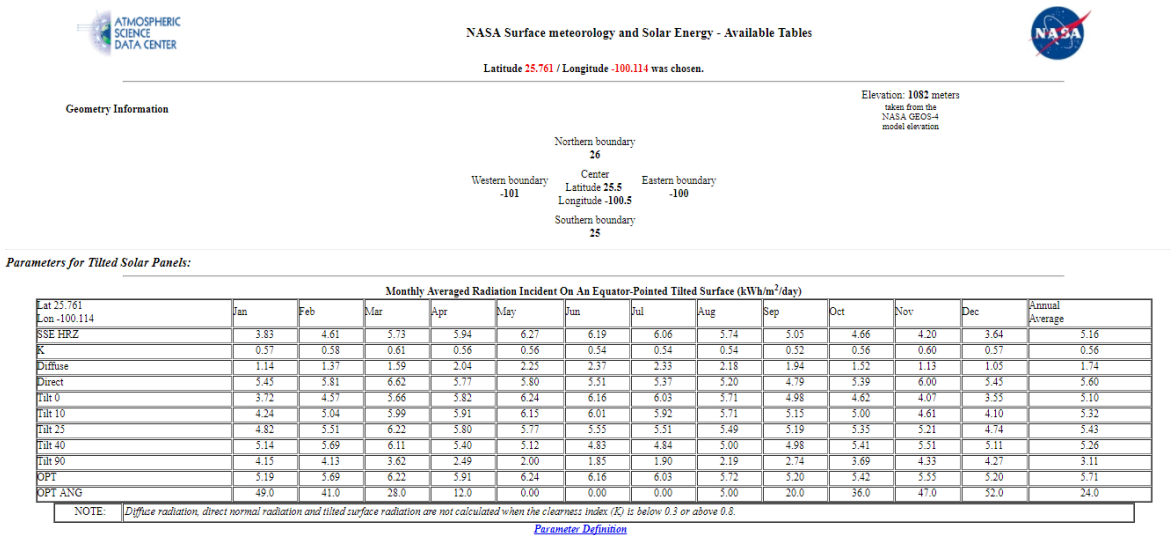 ATMOSPHERIC
SCIENCE
DATA CENTER
NASA Surface meteorology and Solar Energy - Available Tables
NASA
Latitude 25.761 / Longitude -100.114 was chosen.
Geometry Information
Elevation: 1082 meters
taken from the
NASA GEOS-4
model elevation
Northern boundary
26
Western boundary
-101
Center
Latitude 25.5
Longitude -100.5
Eastern boundary
-100
Southern boundary
25
Parameters for Tilted Solar Panels:
Monthly Averaged Radiation Incident On An Equator-Pointed Tilted Surface (kWh/m2/day)
Lat 25.761
Lon -100.114 Jan Feb Mar Apr May Jun Jul Aug Sep Oct Nov Dec Annual Average
SSE HRZ 3.83 4.61 5.73 5.94 6.27 6.19 6.06 5.74 5.05 4.66 4.20 3.64 5.16
K 0.57 0.58 0.61 0.56 0.56 0.54 0.54 0.54 0.52 0.56 0.60 0.57 0.56
Diffuse 1.14 1.37 1.59 2.04 2.25 2.37 2.33 2.18 1.94 1.52 1.13 1.05 1.74
Direct 5.45 5.81 6.62 5.77 5.80 5.51 5.37 5.20 4.79 5.39 6.00 5.45 5.60
Tilt 0 3.72 4.57 5.66 5.82 6.24 6.16 6.03 5.71 4.98 4.62 4.07 3.55 5.10
Tilt 10 4.24 5.04 5.99 5.91 6.15 6.01 5.92 5.71 5.15 5.00 4.61 4.10 5.32
Tilt 25 4.82 5.51 6.22 5.80 5.77 5.55 5.51 5.49 5.19 5.35 5.21 4.74 5.43
Tilt 40 5.14 5.69 6.11 5.40 5.12 4.83 4.84 5.00 4.98 5.41 5.51 5.11 5.26
Tilt 90 4.15 4.13 3.62 2.49 2.00 1.85 1.90 2.19 2.74 3.69 4.33 4.27 3.11
OPT 5.19 5.69 6.22 5.91 6.24 6.16 6.03 5.72 5.20 5.42 5.55 5.20 5.71
OPT ANG 49.0 41.0 28.0 12.0 0.00 0.00 0.00 5.00 20.0 36.0 47.0 52.0 24.0
NOTE: Diffuse radiation, direct normal radiation and tilted surface radiation are not calculated when the clearness index (K) is below 0.3 or above 0.8.
Parameter Definition